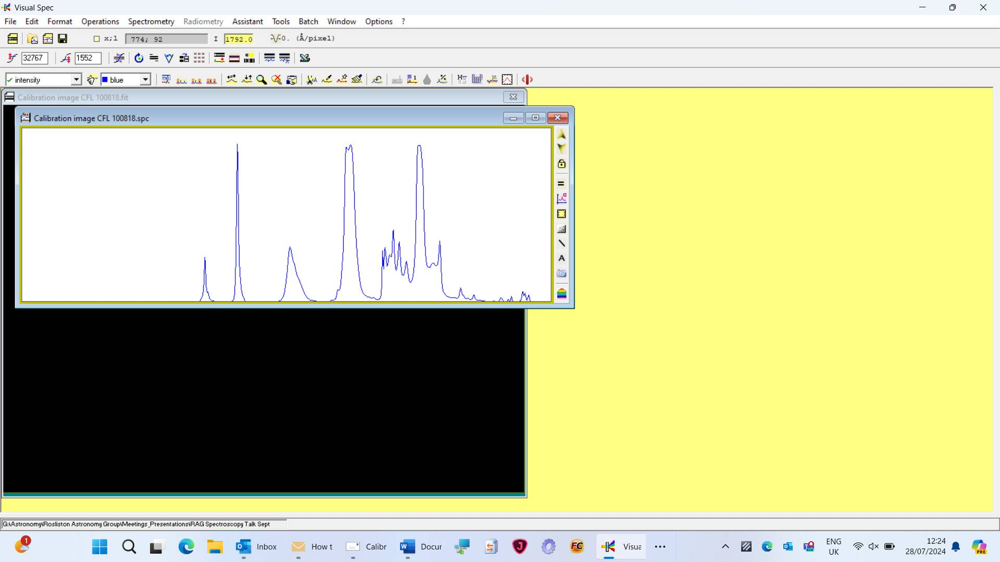 Visual Spec
File Edit Format Operations Spectrometry Radiometry Assistant Tools Batch Window Options ?
x;l 774; 92 I 1792.0 0. (Å/pixel)
32767 1552
intensity blue
Calibration image CFL 100818.fit
Calibration image CFL 100818.spc
A
G:\Astronomy\Rosliston Astronomy Group\Meetings_Presentations\RAG Spectroscopy Talk Sept
1 Inbox How t Calibr Docur FC Visua ENG 12:24
UK 28/07/2024 PRE